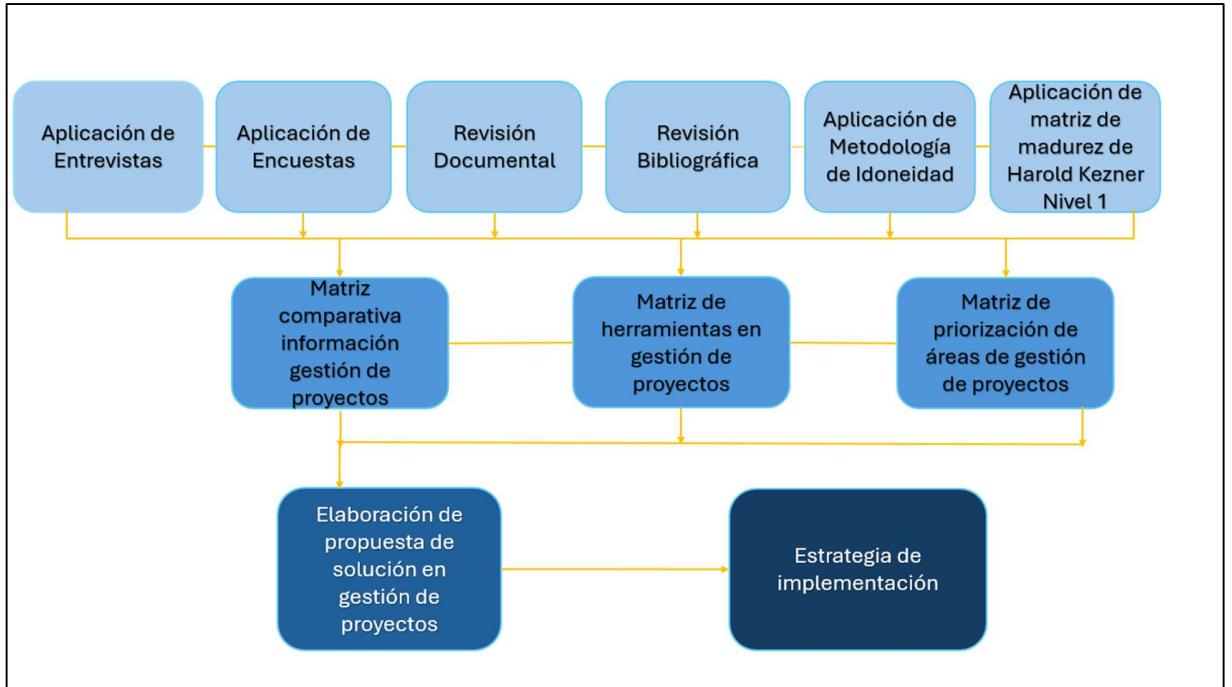 Aplicación de
Entrevistas
Aplicación de
Encuestas
Revisión
Documental
Revisión
Bibliográfica
Aplicación de
Metodología
de Idoneidad
Aplicación de
matriz de
madurez de
Harold Kezner
Nivel 1
Matriz
comparativa
información
gestión de
proyectos
Matriz de
herramientas en
gestión de
proyectos
Matriz de
priorización de
áreas de gestión
de proyectos
Elaboración de
propuesta de
solución en
gestión de
proyectos
Estrategia de
implementación